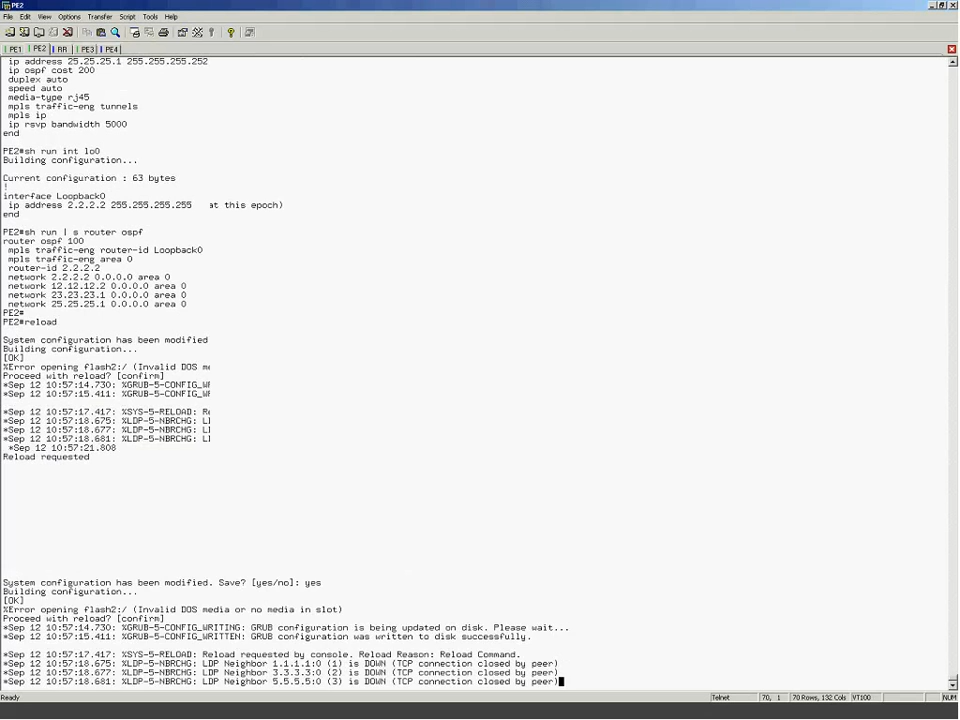 PE2
File Edit View Options Transfer Script Tools Help
PE1 PE2 RR PE3 PE4
ip address 25.25.25.1 255.255.255.252
ip ospf cost 200
duplex auto
speed auto
media-type rj45
mpls traffic-eng tunnels
mpls ip
ip rsvp bandwidth 5000
end
PE2#sh run int lo0
Building configuration...
Current configuration : 63 bytes
!
interface Loopback0
ip address 2.2.2.2 255.255.255.255 at this epoch)
end
PE2#sh run | s router ospf
router ospf 100
mpls traffic-eng router-id Loopback0
mpls traffic-eng area 0
router-id 2.2.2.2
network 2.2.2.2 0.0.0.0 area 0
network 12.12.12.2 0.0.0.0 area 0
network 23.23.23.1 0.0.0.0 area 0
network 25.25.25.1 0.0.0.0 area 0
PE2#
PE2#reload
System configuration has been modified
Building configuration...
[OK]
%Error opening flash2:/ (Invalid DOS
Proceed with reload? [confirm]
*Sep 12 10:57:14.730: %GRUB-5-CONFIG_
*Sep 12 10:57:15.411: %GRUB-5-CONFIG_
*Sep 12 10:57:17.417: %SYS-5-RELOAD:
*Sep 12 10:57:18.675: %LDP-5-NBRCHG:
*Sep 12 10:57:18.677: %LDP-5-NBRCHG:
*Sep 12 10:57:18.681: %LDP-5-NBRCHG:
*Sep 12 10:57:21.808
Reload requested
System configuration has been modified. Save? [yes/no]: yes
Building configuration...
[OK]
%Error opening flash2:/ (Invalid DOS media or no media in slot)
Proceed with reload? [confirm]
*Sep 12 10:57:14.730: %GRUB-5-CONFIG_WRITING: GRUB configuration is being updated on disk. Please wait...
*Sep 12 10:57:15.411: %GRUB-5-CONFIG_WRITTEN: GRUB configuration was written to disk successfully.
*Sep 12 10:57:17.417: %SYS-5-RELOAD: Reload requested by console. Reload Reason: Reload Command.
*Sep 12 10:57:18.675: %LDP-5-NBRCHG: LDP Neighbor 1.1.1.1:0 (1) is DOWN (TCP connection closed by peer)
*Sep 12 10:57:18.677: %LDP-5-NBRCHG: LDP Neighbor 3.3.3.3:0 (2) is DOWN (TCP connection closed by peer)
*Sep 12 10:57:18.681: %LDP-5-NBRCHG: LDP Neighbor 5.5.5.5:0 (3) is DOWN (TCP connection closed by peer)
Ready Telnet 70, 1 70 Rows, 132 Cols VT100 NUM